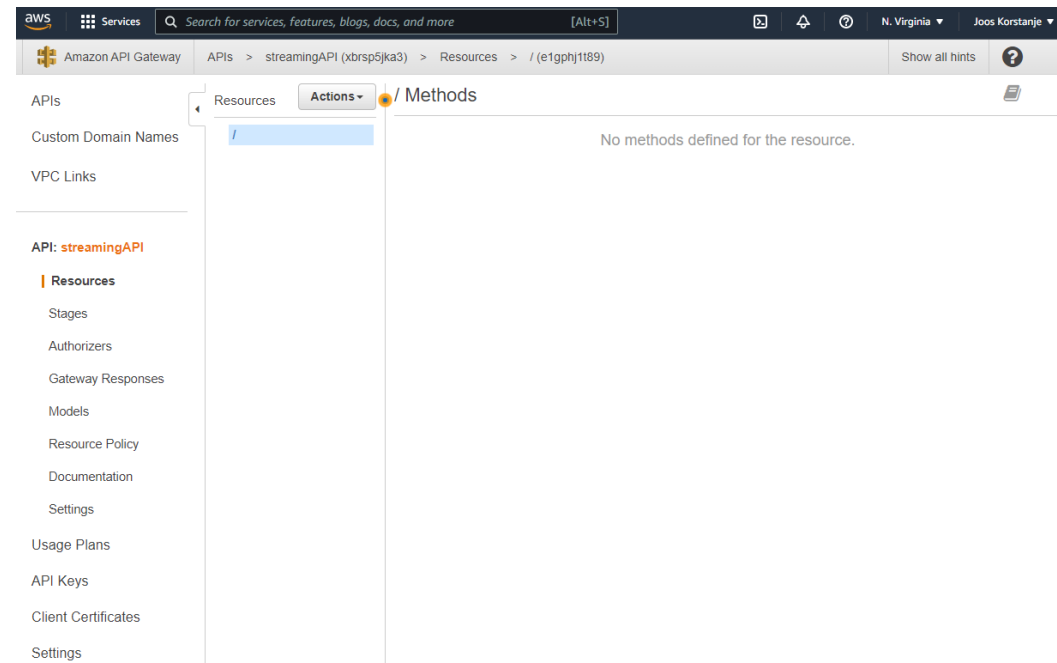 aws Services Search for services, features, blogs, docs, and more [Alt+S] N. Virginia ▼ Joos Korstanje ▼
Amazon API Gateway APIs > streamingAPI (xbrsp5jka3) > Resources > / (e1gphj1t89) Show all hints ?
APIs
Custom Domain Names
VPC Links
API: streamingAPI
Resources
Stages
Authorizers
Gateway Responses
Models
Resource Policy
Documentation
Settings
Usage Plans
API Keys
Client Certificates
Settings
Resources Actions
/
/ Methods
No methods defined for the resource.